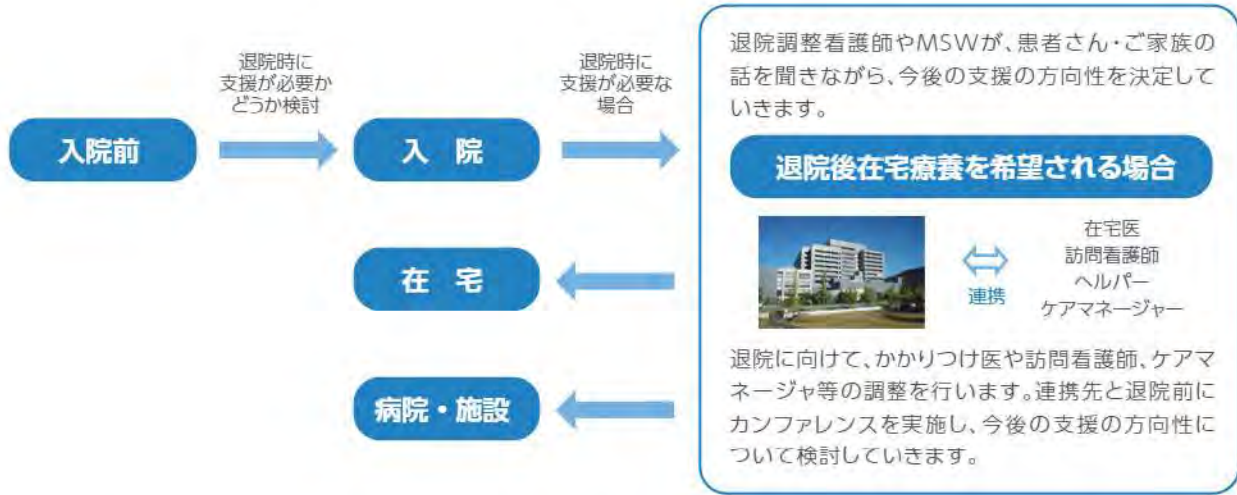 退院時に
支援が必要か
どうか検討
退院時に
支援が必要な
場合
入院前
入 院
在 宅
病院・施設
退院調整看護師やMSWが、患者さん・ご家族の
話を聞きながら、今後の支援の方向性を決定して
いきます。
退院後在宅療養を希望される場合
連携
在宅医
訪問看護師
ヘルパー
ケアマネージャー
退院に向けて、かかりつけ医や訪問看護師、ケアマ
ネージャ等の調整を行います。連携先と退院前に
カンファレンスを実施し、今後の支援の方向性に
ついて検討していきます。